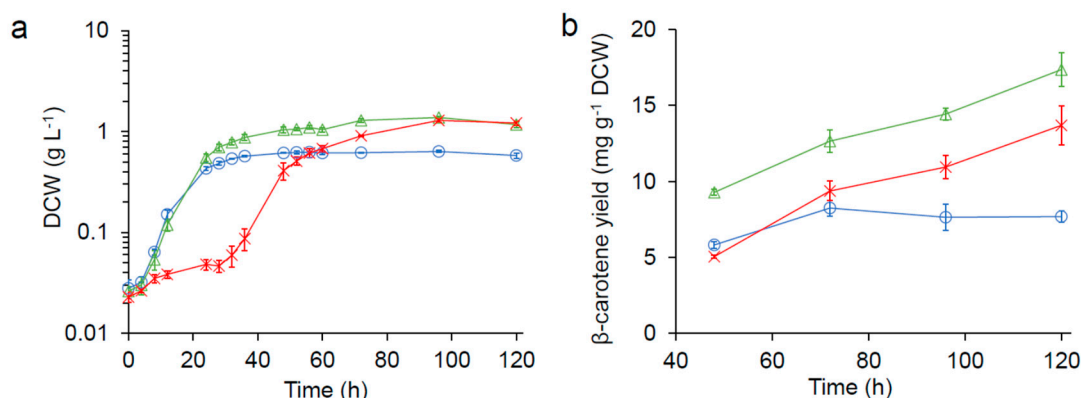 a
DCW (g L⁻¹)
10
1
0.1
0.01
0 20 40 60 80 100 120
Time (h)
b
β-carotene yield (mg g⁻¹ DCW)
20
15
10
5
0
40 60 80 100 120
Time (h)